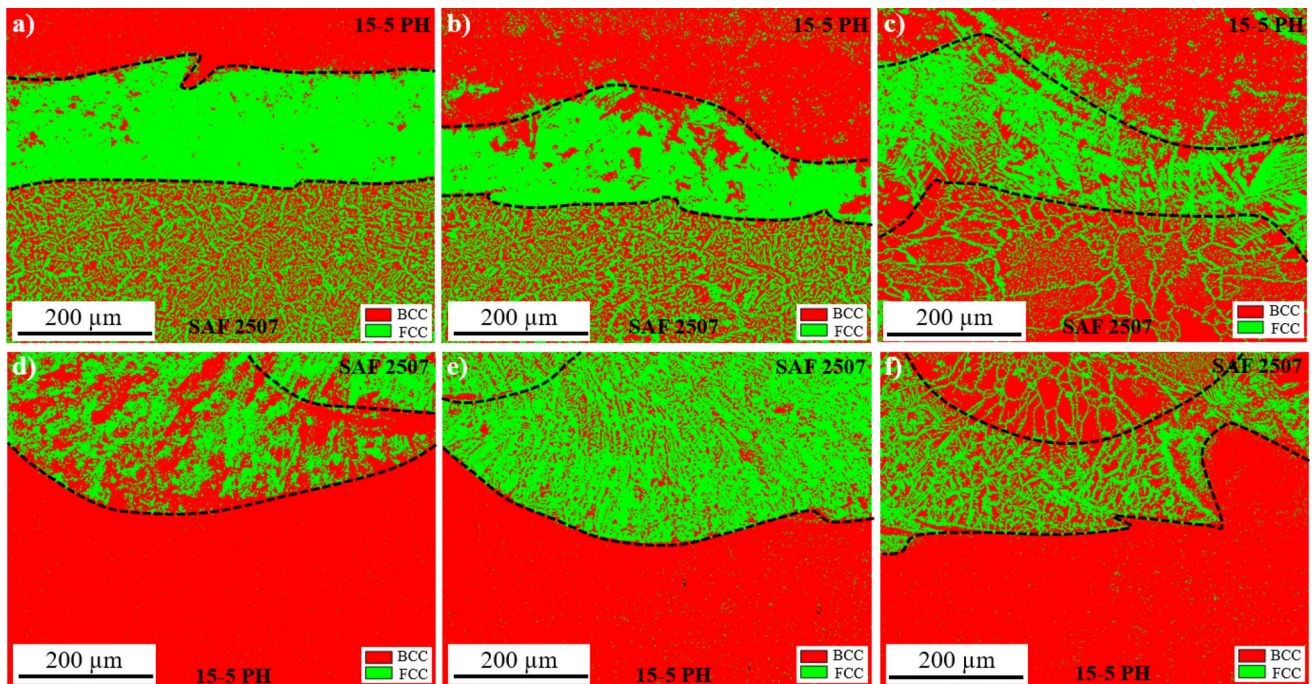 a)
15-5 PH
200 µm
SAF 2507
BCC
FCC
b)
15-5 PH
200 µm
SAF 2507
BCC
FCC
c)
15-5 PH
200 µm
SAF 2507
BCC
FCC
d)
SAF 2507
200 µm
15-5 PH
BCC
FCC
e)
SAF 2507
200 µm
15-5 PH
BCC
FCC
f)
SAF 2507
200 µm
15-5 PH
BCC
FCC